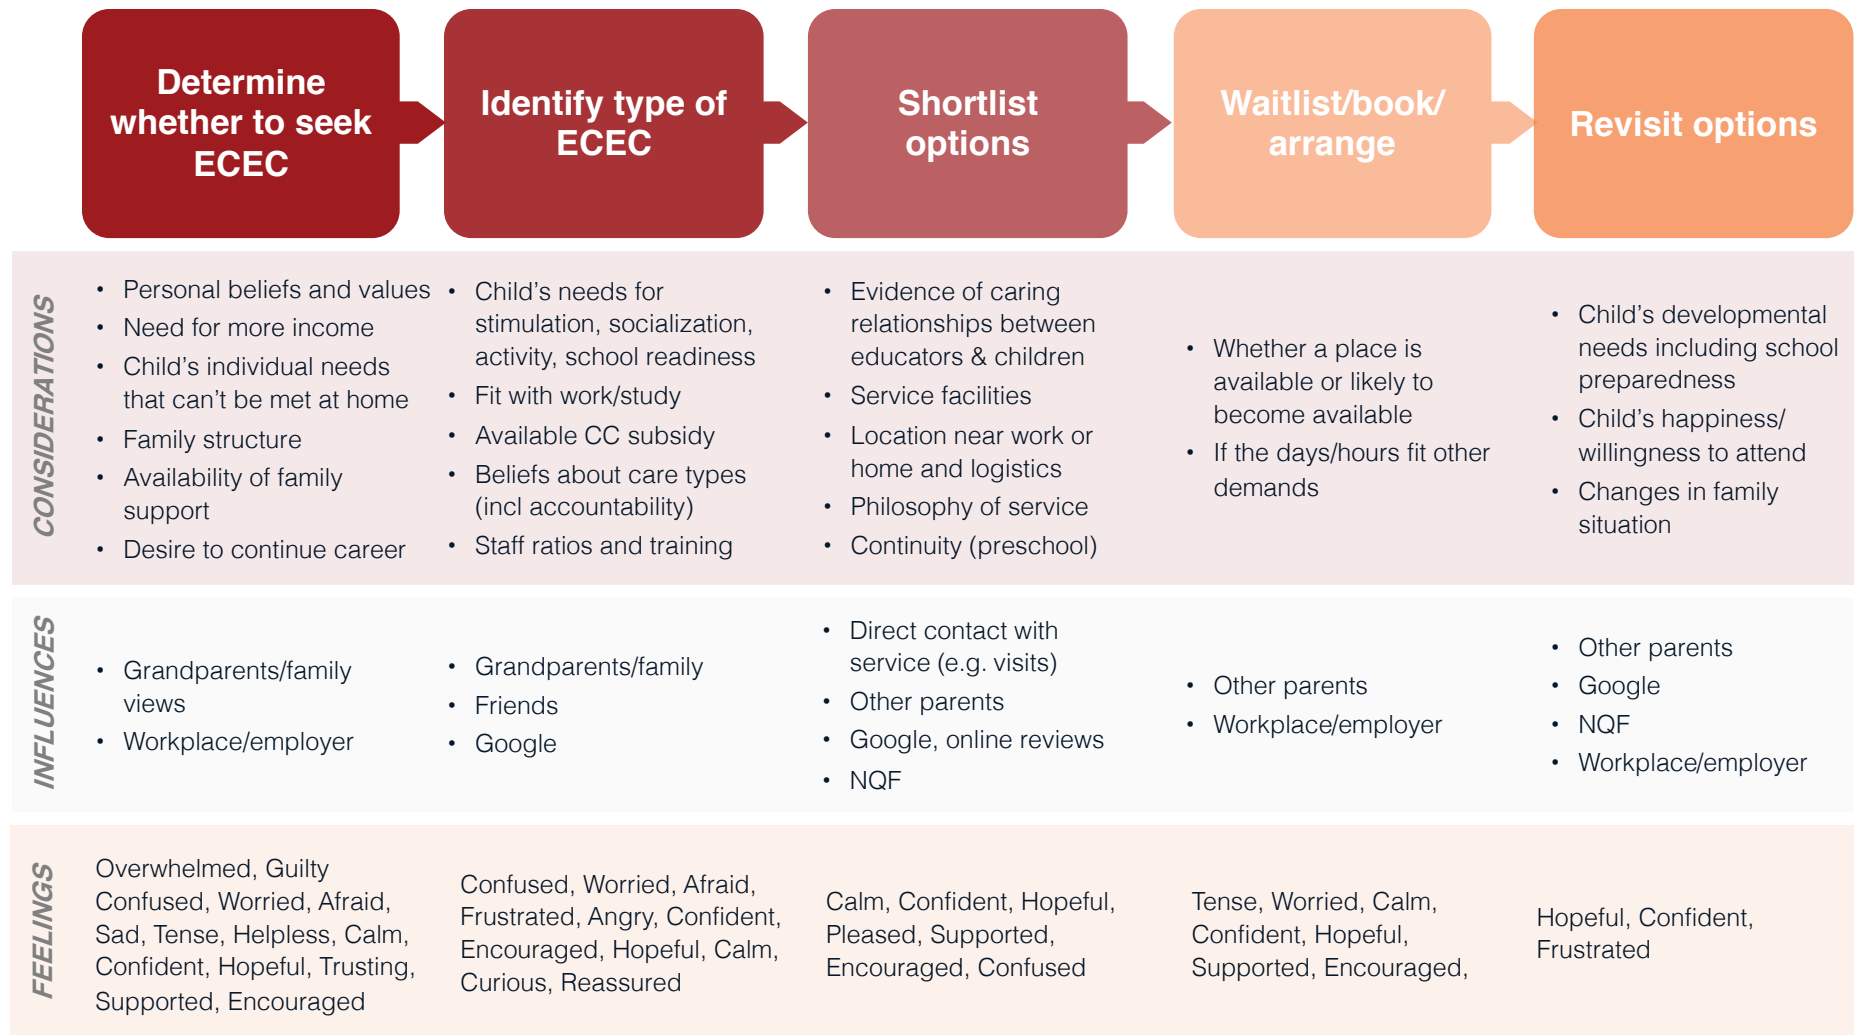 Determine
whether to seek
ECEC
Identify type of
ECEC
Shortlist
options
Waitlist/book/
arrange
Revisit options
CONSIDERATIONS
• Personal beliefs and values
• Need for more income
• Child’s individual needs
that can’t be met at home
• Family structure
• Availability of family
support
• Desire to continue career
• Child’s needs for
stimulation, socialization,
activity, school readiness
• Fit with work/study
• Available CC subsidy
• Beliefs about care types
(incl accountability)
• Staff ratios and training
• Evidence of caring
relationships between
educators & children
• Service facilities
• Location near work or
home and logistics
• Philosophy of service
• Continuity (preschool)
• Whether a place is
available or likely to
become available
• If the days/hours fit other
demands
• Child’s developmental
needs including school
preparedness
• Child’s happiness/
willingness to attend
• Changes in family
situation
INFLUENCES
• Grandparents/family
views
• Workplace/employer
• Grandparents/family
• Friends
• Google
• Direct contact with
service (e.g. visits)
• Other parents
• Google, online reviews
• NQF
• Other parents
• Workplace/employer
• Other parents
• Google
• NQF
• Workplace/employer
FEELINGS
Overwhelmed, Guilty
Confused, Worried, Afraid,
Sad, Tense, Helpless, Calm,
Confident, Hopeful, Trusting,
Supported, Encouraged
Confused, Worried, Afraid,
Frustrated, Angry, Confident,
Encouraged, Hopeful, Calm,
Curious, Reassured
Calm, Confident, Hopeful,
Pleased, Supported,
Encouraged, Confused
Tense, Worried, Calm,
Confident, Hopeful,
Supported, Encouraged,
Hopeful, Confident,
Frustrated